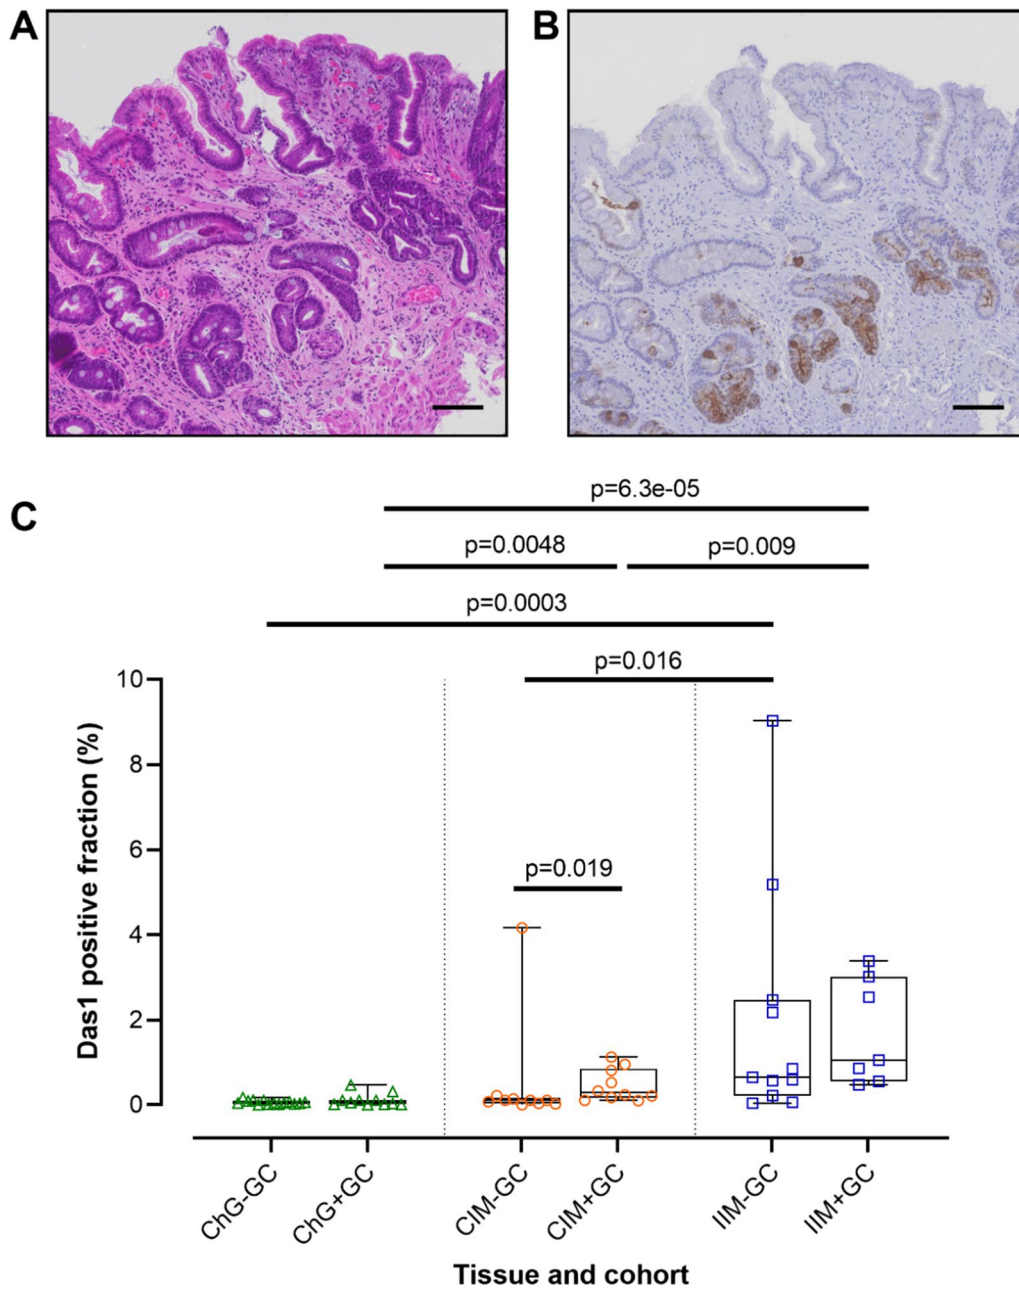 A
B
C
p=6.3e-05
p=0.0048
p=0.009
p=0.0003
p=0.016
p=0.019
Das1 positive fraction (%)
10
8
6
4
2
0
ChG-GC
ChG+GC
CIM-GC
CIM+GC
IIM-GC
IIM+GC
Tissue and cohort